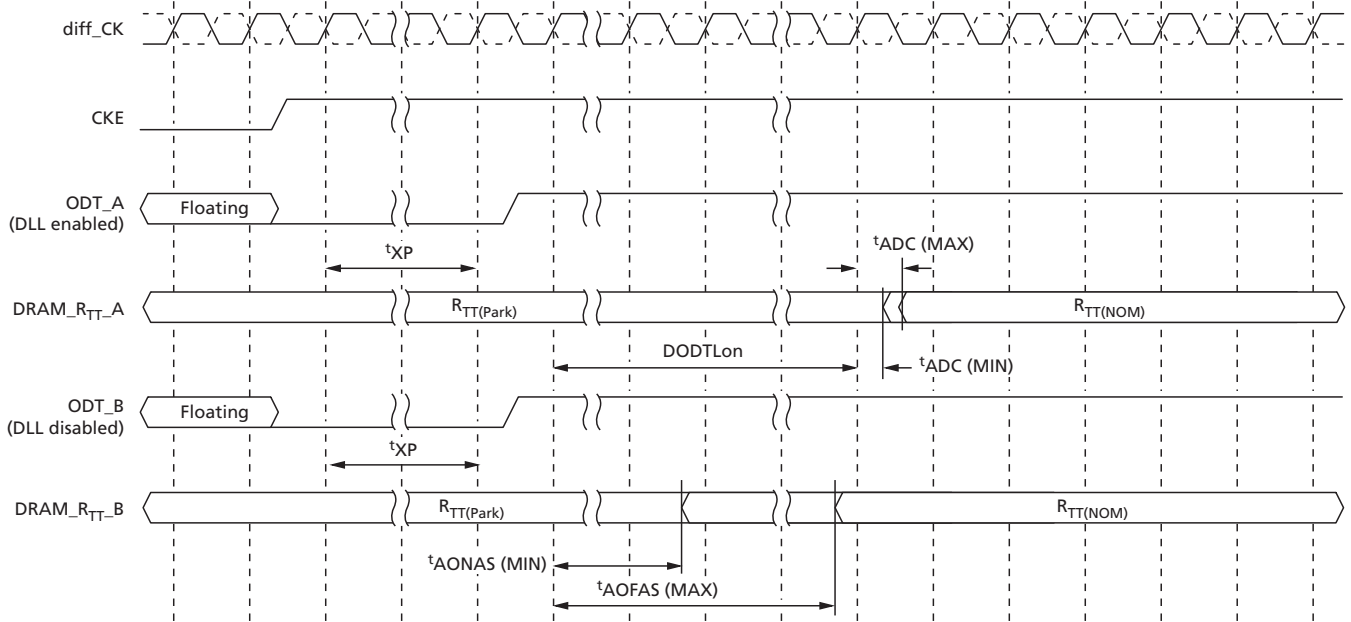 diff_CK
CKE
ODT_A
(DLL enabled)
Floating
tXP
tADC (MAX)
DRAM_RTT_A
RTT(Park)
RTT(NOM)
DODTLon
tADC (MIN)
ODT_B
(DLL disabled)
Floating
tXP
DRAM_RTT_B
RTT(Park)
RTT(NOM)
tAONAS (MIN)
tAOFAS (MAX)